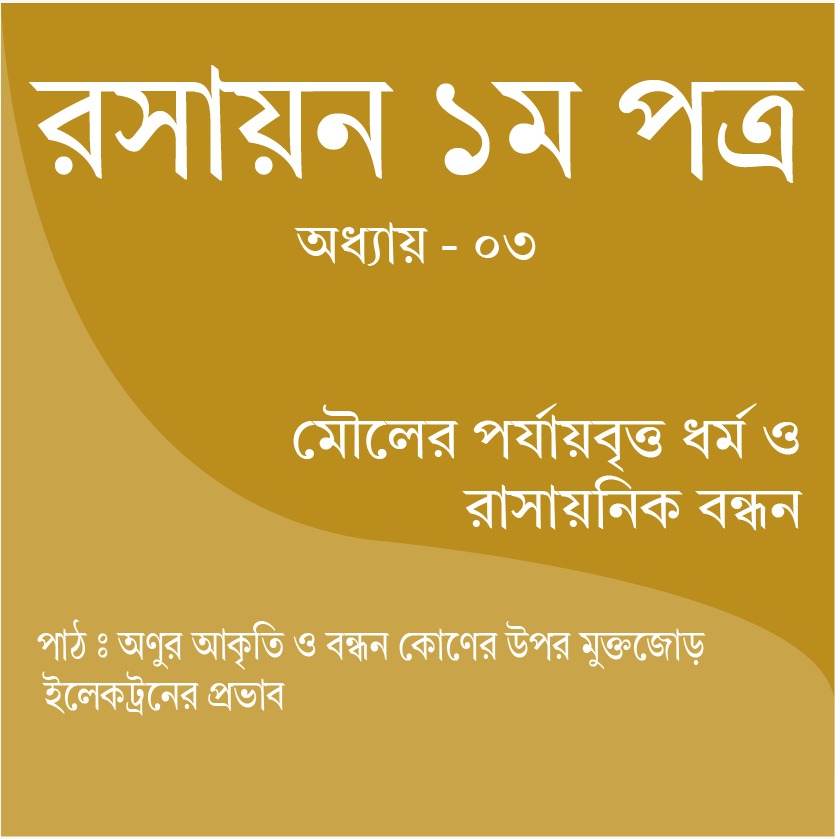 রসায়ন ১ম পত্র
অধ্যায় - ০৩
মৌলের পর্যায়বৃত্ত ধর্ম ও
রাসায়নিক বন্ধন
পাঠ ঃ অণুর আকৃতি ও বন্ধন কোণের উপর মুক্তজোড়
ইলেকট্রনের প্রভাব